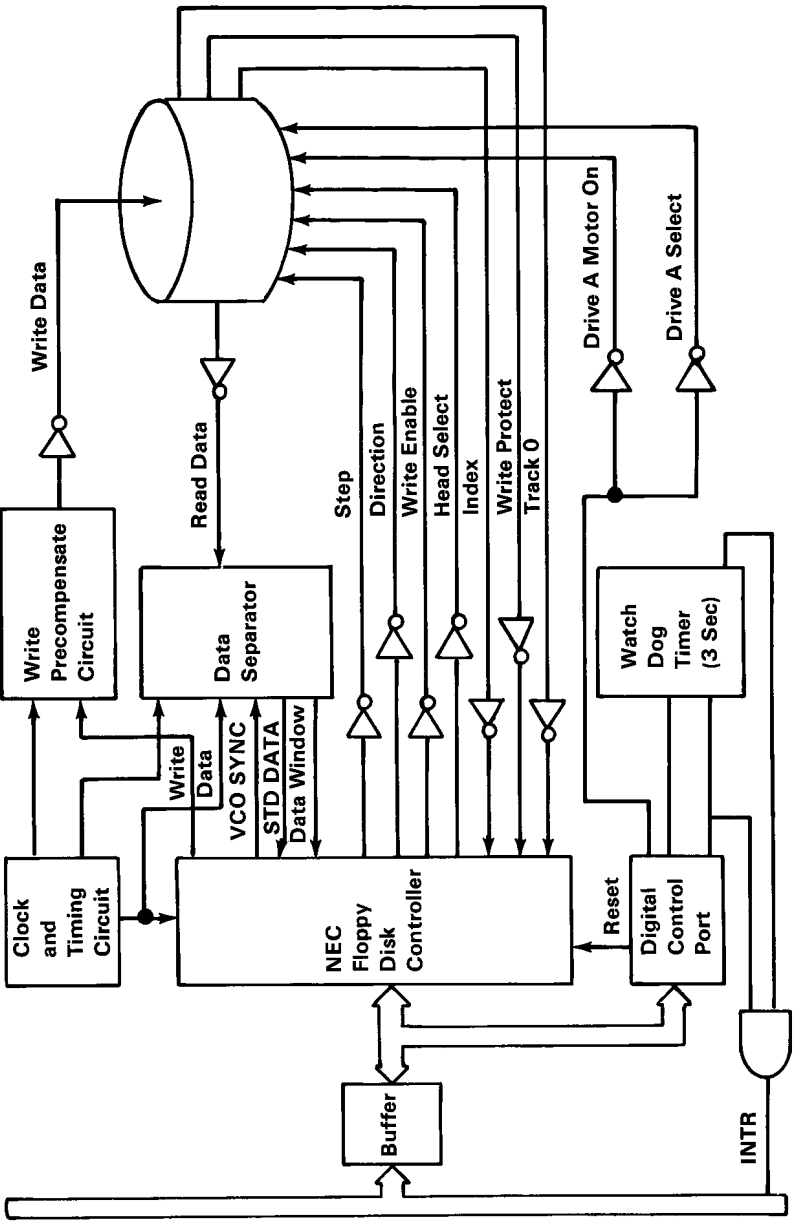 Write Data
Write
Precompensate
Circuit
Read Data
Data
Separator
Clock
and
Timing
Circuit
Write
Data
VCO SYNC
STD DATA
Data Window
Step
Direction
Write Enable
Head Select
Index
Write Protect
Track 0
Drive A Motor On
Drive A Select
NEC
Floppy
Disk
Controller
Reset
Digital
Control
Port
Watch
Dog
Timer
(3 Sec)
Buffer
INTR